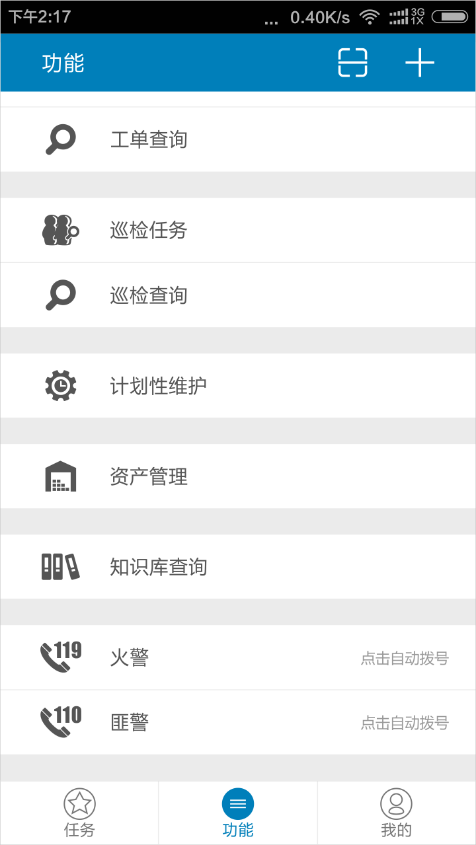 下午2:17 ... 0.40K/s 3G 1X
功能
工单查询
巡检任务
巡检查询
计划性维护
资产管理
知识库查询
119 火警 点击自动拨号
110 匪警 点击自动拨号
任务 功能 我的